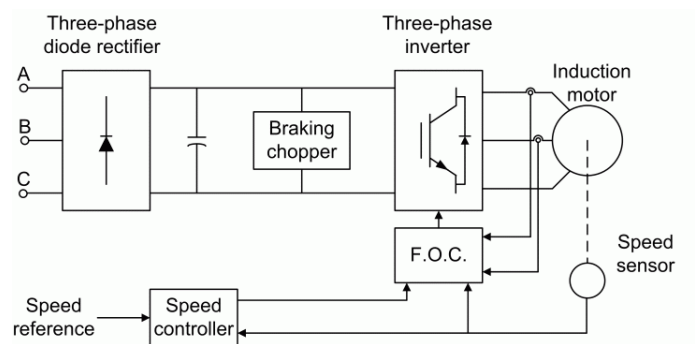 Three-phase
diode rectifier
Three-phase
inverter
Induction
motor
A
B
C
Braking
chopper
F.O.C.
Speed
sensor
Speed
reference
Speed
controller